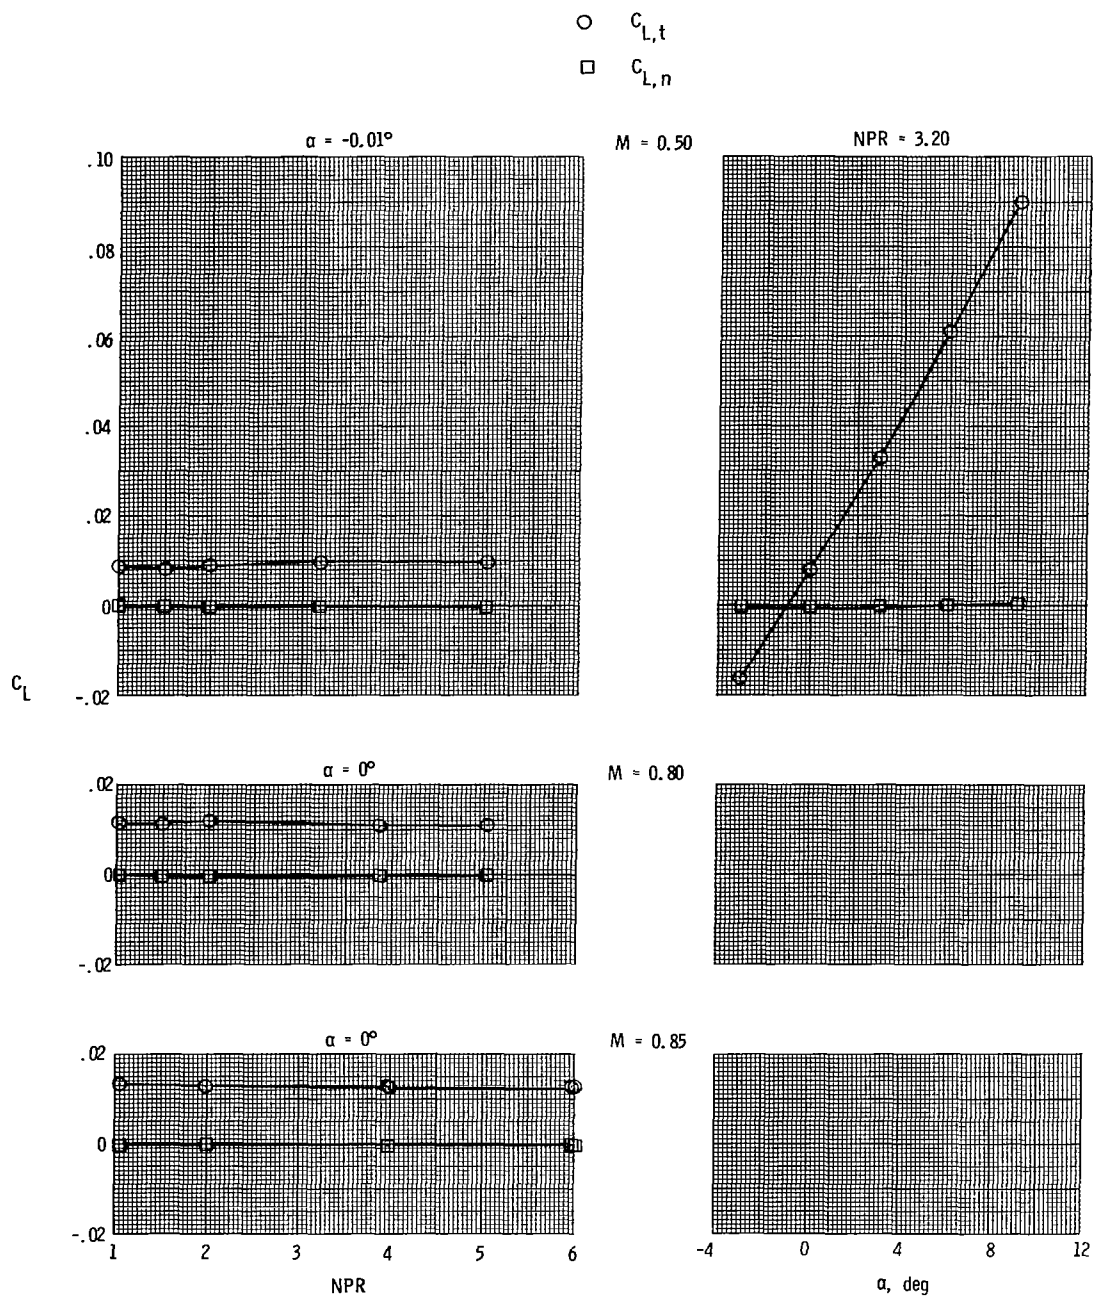 C_L,t
C_L,n
α = -0.01°
M = 0.50
NPR = 3.20
.10
.08
.06
.04
.02
0
-.02
C_L
α = 0°
M = 0.80
.02
0
-.02
α = 0°
M = 0.85
.02
0
-.02
1 2 3 4 5 6
NPR
-4 0 4 8 12
α, deg